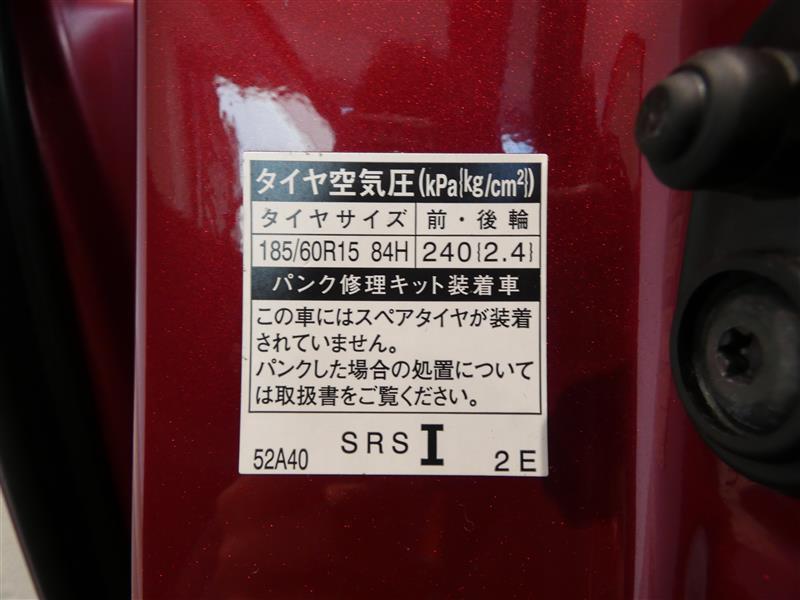 タイヤ空気圧(kPa{kg/cm²})
タイヤサイズ 前・後輪
185/60R15 84H 240{2.4}
パンク修理キット装着車
この車にはスペアタイヤが装着
されていません。
パンクした場合の処置について
は取扱書をご覧ください。
52A40 SRS I 2E